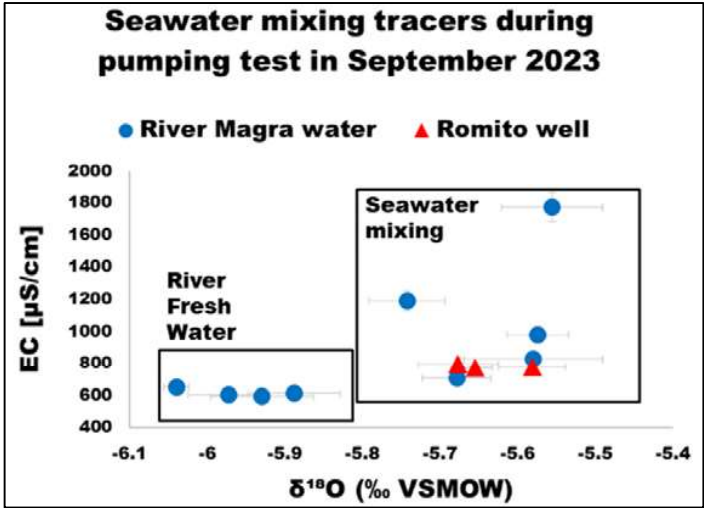 Seawater mixing tracers during
pumping test in September 2023
River Magra water
Romito well
2000
1800
1600
1400
1200
1000
800
600
400
EC [µS/cm]
Seawater
mixing
River
Fresh
Water
-6.1 -6 -5.9 -5.8 -5.7 -5.6 -5.5 -5.4
δ¹⁸O (‰ VSMOW)